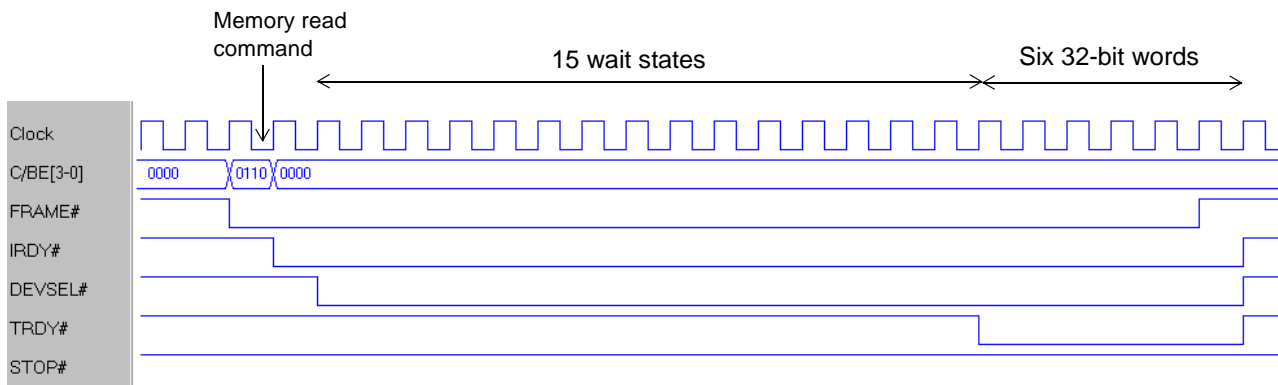 Memory read
command
15 wait states
Six 32-bit words
Clock
C/BE[3-0]
0000
0110
0000
FRAME#
IRDY#
DEVSEL#
TRDY#
STOP#